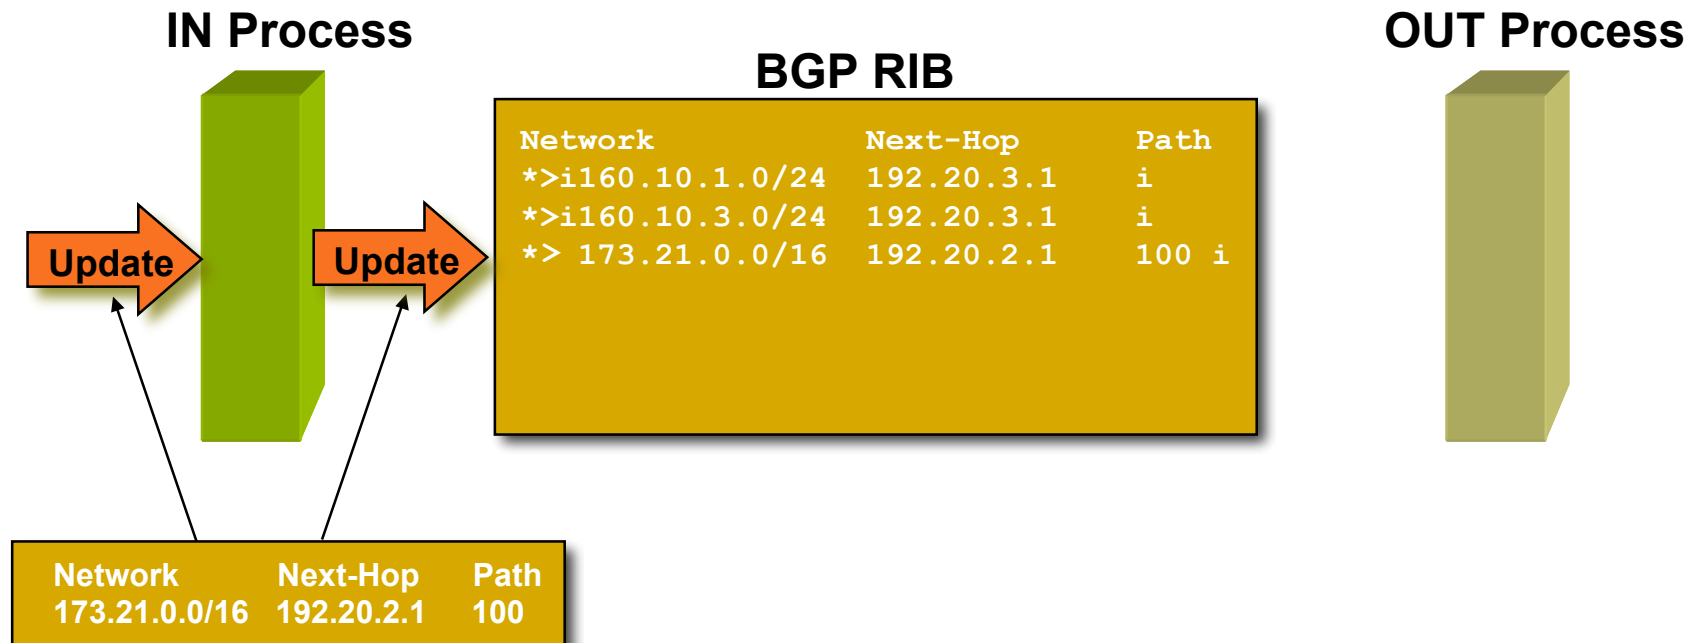 IN Process
OUT Process
BGP RIB
Network Next-Hop Path
*>i160.10.1.0/24 192.20.3.1 i
*>i160.10.3.0/24 192.20.3.1 i
*> 173.21.0.0/16 192.20.2.1 100 i
Update
Update
Network Next-Hop Path
173.21.0.0/16 192.20.2.1 100